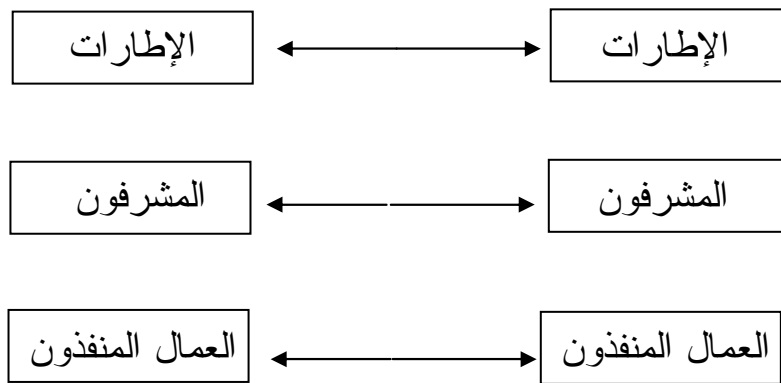 الإطارات
الإطارات
المشرفون
المشرفون
العمال المنفذون
العمال المنفذون